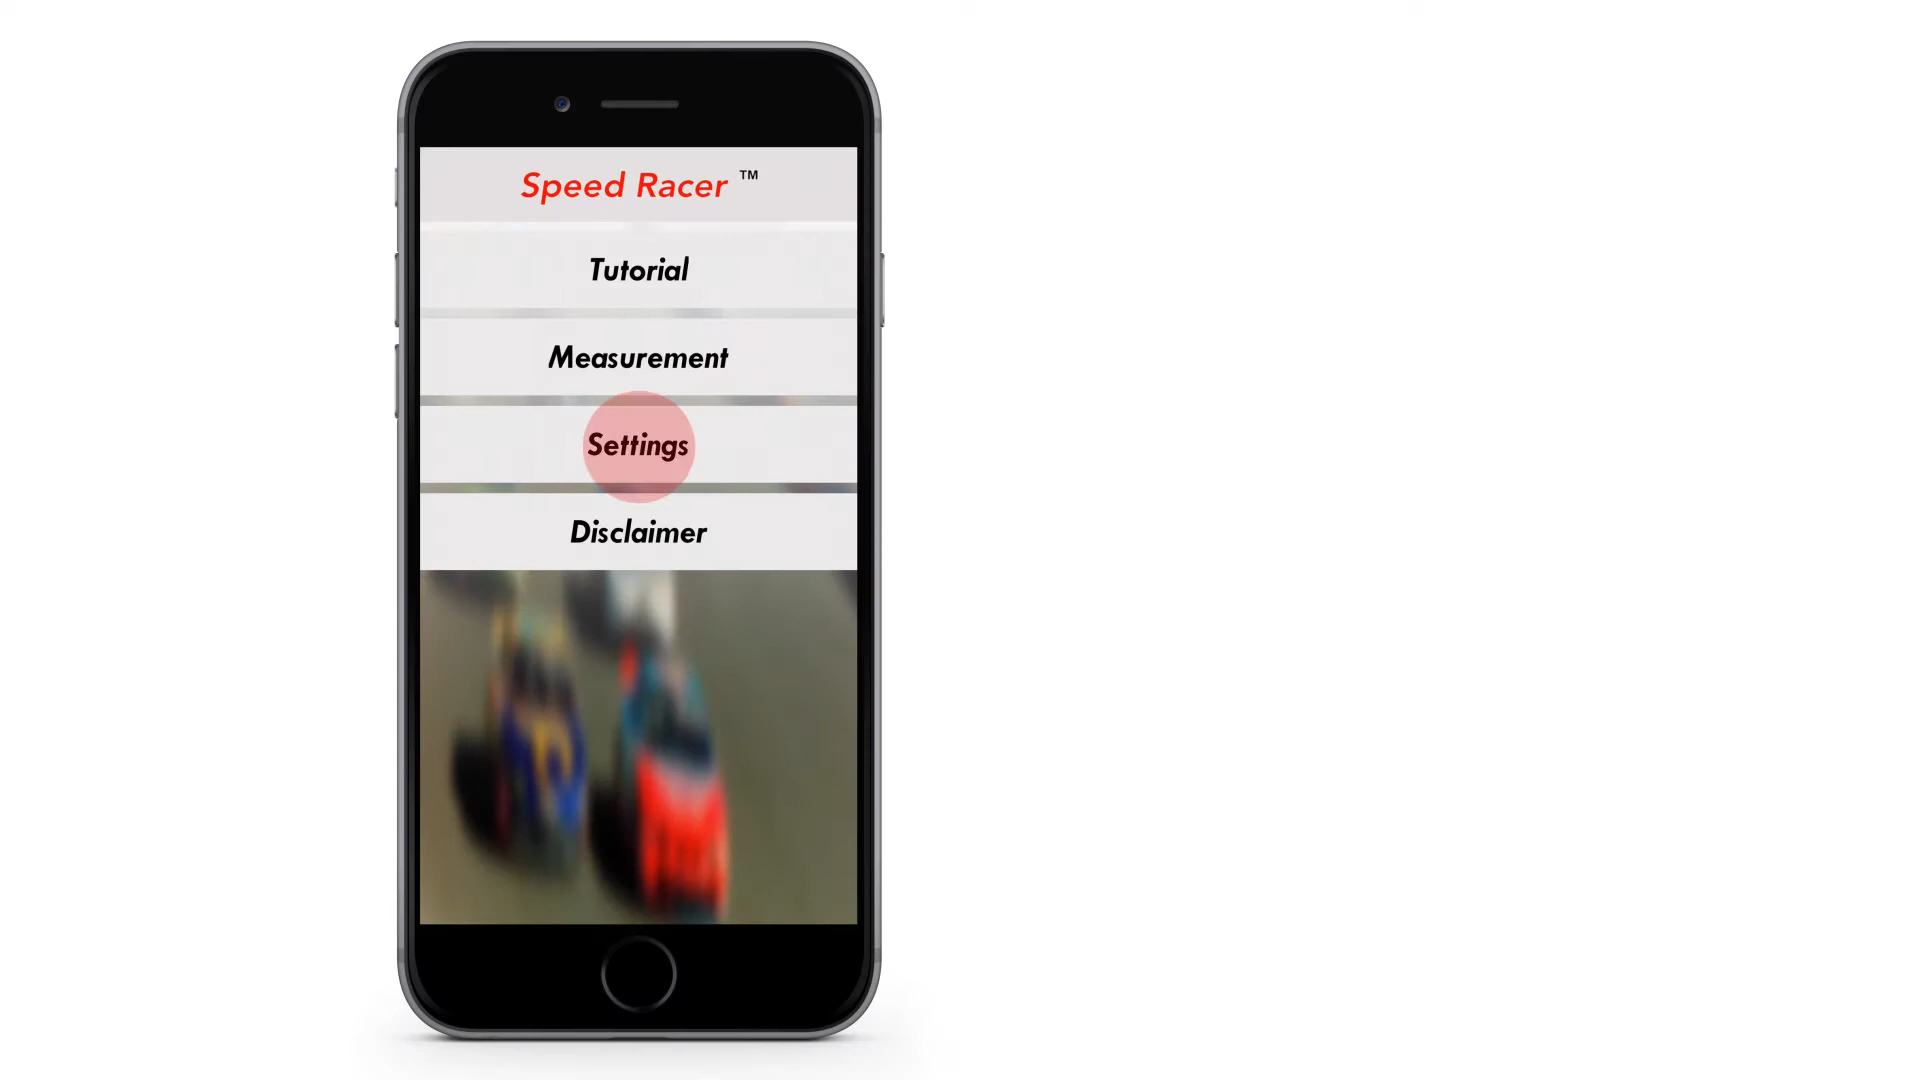 Speed Racer ™
Tutorial
Measurement
Settings
Disclaimer